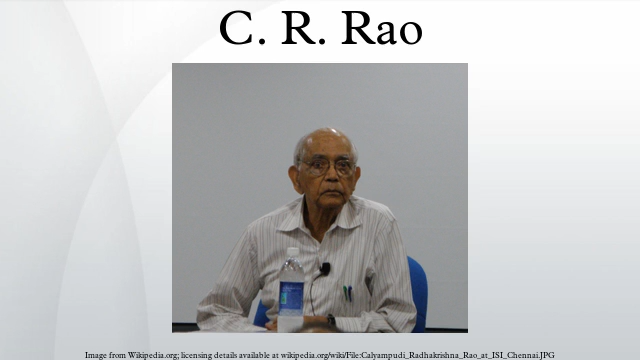 C. R. Rao
Image from Wikipedia.org; licensing details available at wikipedia.org/wiki/File:Calyampudi_Radhakrishna_Rao_at_ISI_Chennai.JPG